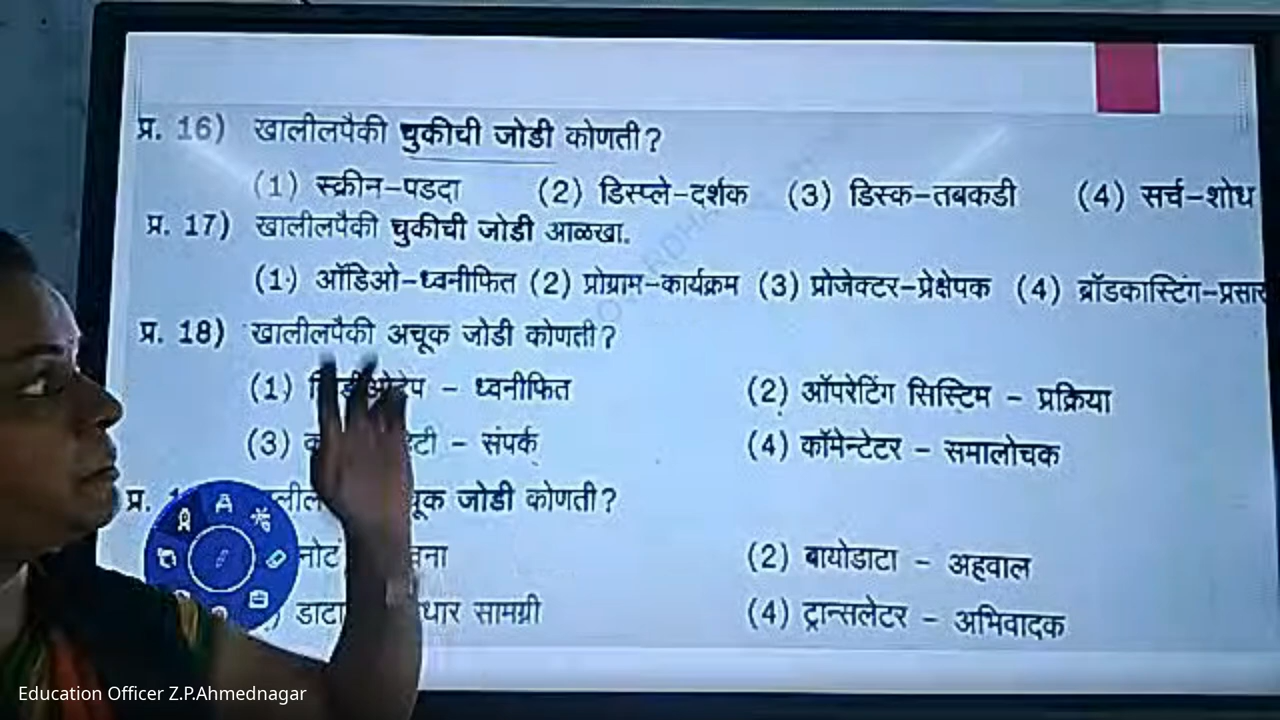 प्र. 16) खालीलपैकी चुकीची जोडी कोणती?
(1) स्क्रीन-पडदा (2) डिस्प्ले-दर्शक (3) डिस्क-तबकडी (4) सर्च-शोध
प्र. 17) खालीलपैकी चुकीची जोडी आळखा.
(1) ऑडिओ-ध्वनीफित (2) प्रोग्राम-कार्यक्रम (3) प्रोजेक्टर-प्रेक्षेपक (4) ब्रॉडकास्टिंग-प्रसार
प्र. 18) खालीलपैकी अचूक जोडी कोणती?
(1) - ध्वनीफित (2) ऑपरेटिंग सिस्टिम - प्रक्रिया
(3) - संपर्क (4) कॉमेन्टेटर - समालोचक
प्र. जोडी कोणती?
(2) बायोडाटा - अहवाल
डाटा सामग्री (4) ट्रान्सलेटर - अभिवादक
Education Officer Z.P.Ahmednagar